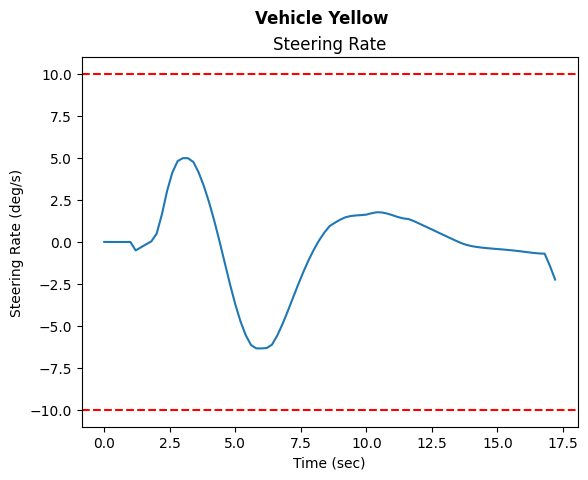 Vehicle Yellow
Steering Rate
10.0
7.5
5.0
2.5
0.0
−2.5
−5.0
−7.5
−10.0
Steering Rate (deg/s)
0.0 2.5 5.0 7.5 10.0 12.5 15.0 17.5
Time (sec)